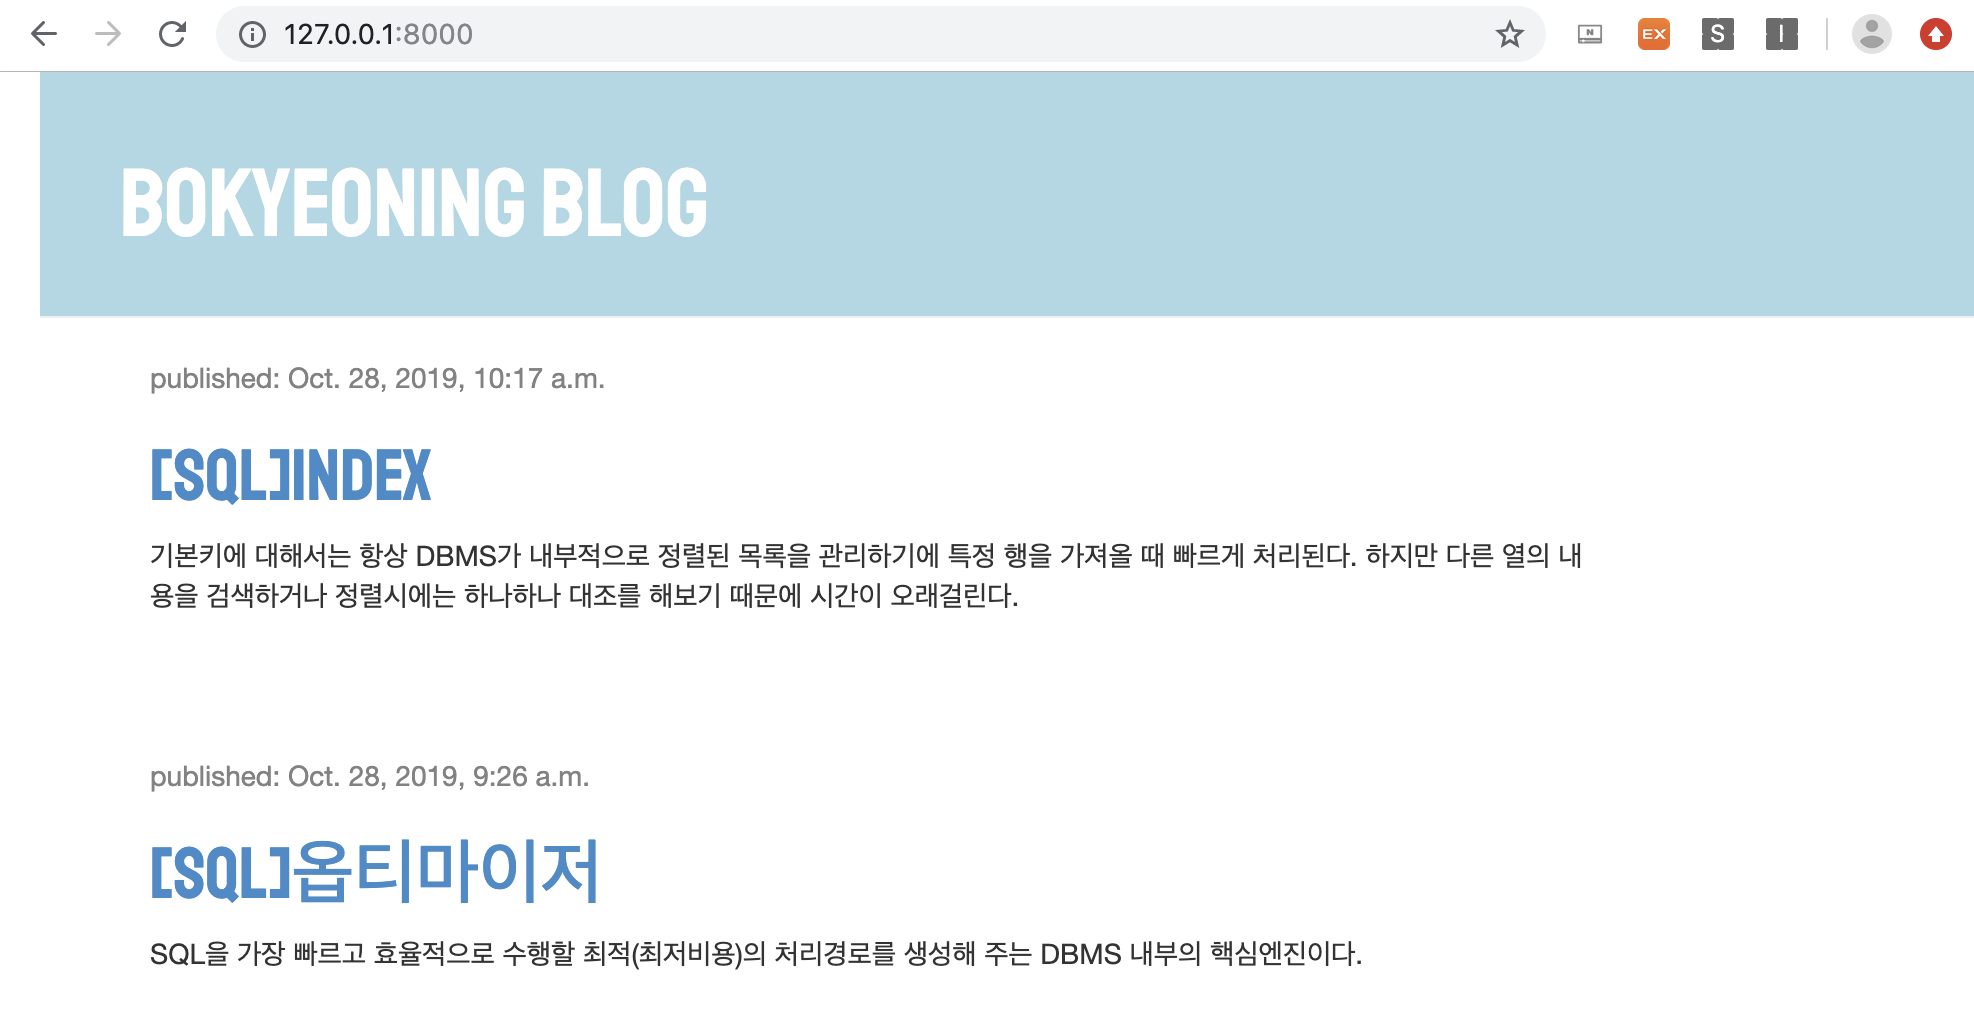 127.0.0.1:8000
N
EX
S
I
BOKYEONING BLOG
published: Oct. 28, 2019, 10:17 a.m.
[SQL]INDEX
기본키에 대해서는 항상 DBMS가 내부적으로 정렬된 목록을 관리하기에 특정 행을 가져올 때 빠르게 처리된다. 하지만 다른 열의 내
용을 검색하거나 정렬시에는 하나하나 대조를 해보기 때문에 시간이 오래걸린다.
published: Oct. 28, 2019, 9:26 a.m.
[SQL]옵티마이저
SQL을 가장 빠르고 효율적으로 수행할 최적(최저비용)의 처리경로를 생성해 주는 DBMS 내부의 핵심엔진이다.